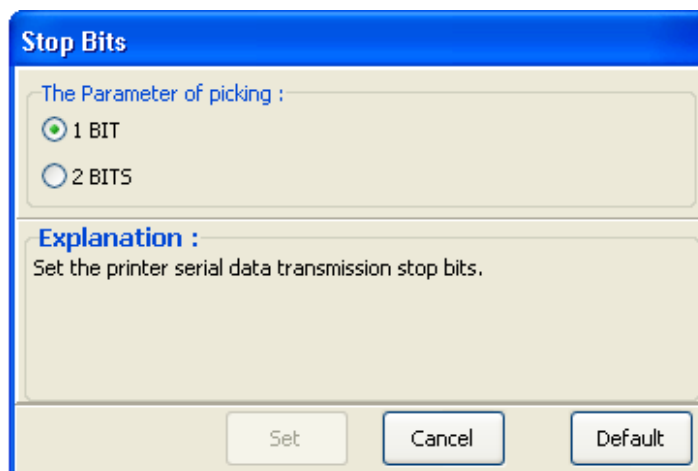 Stop Bits
The Parameter of picking :
1 BIT
2 BITS
Explanation :
Set the printer serial data transmission stop bits.
Set Cancel Default